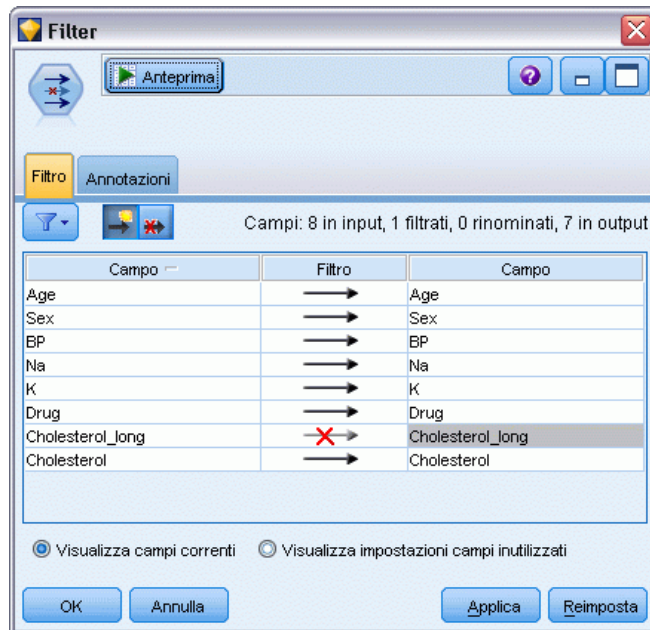 Filter
Anteprima
Filtro
Annotazioni
Campi: 8 in input, 1 filtrati, 0 rinominati, 7 in output
Campo Filtro Campo
Age Age
Sex Sex
BP BP
Na Na
K K
Drug Drug
Cholesterol_long Cholesterol_long
Cholesterol Cholesterol
Visualizza campi correnti Visualizza impostazioni campi inutilizzati
OK Annulla Applica Reimposta